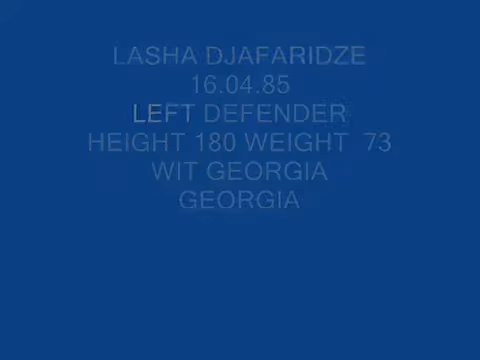 LASHA DJAFARIDZE
16.04.85
LEFT DEFENDER
HEIGHT 180 WEIGHT 73
WIT GEORGIA
GEORGIA